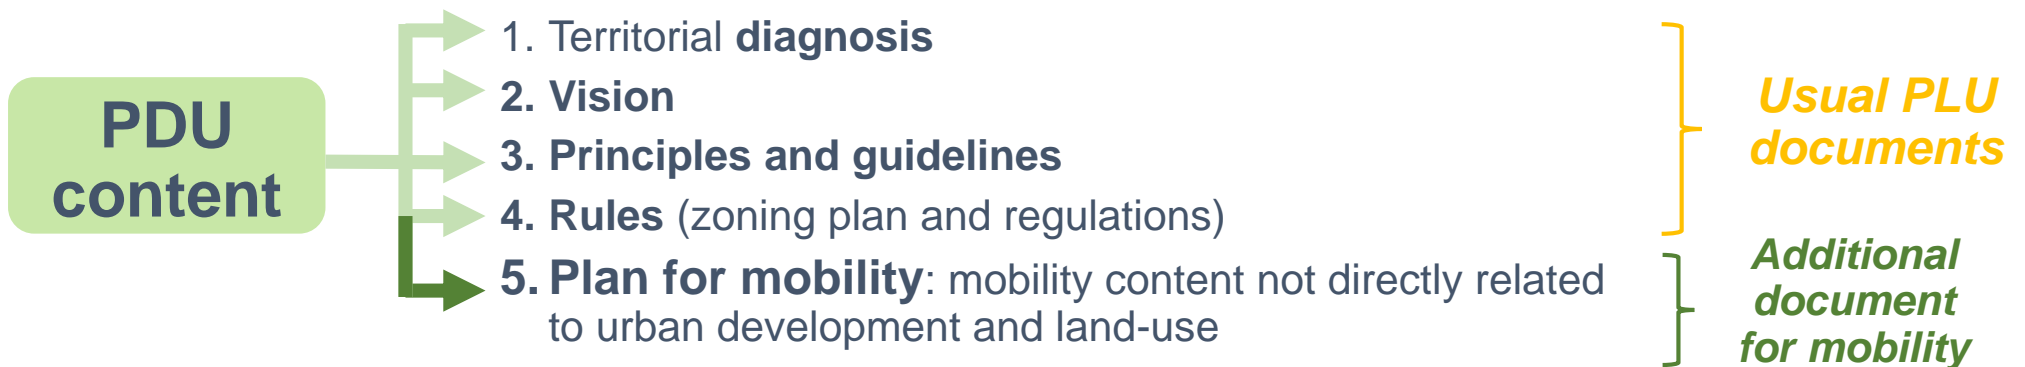 PDU
content
1. Territorial diagnosis
2. Vision
3. Principles and guidelines
4. Rules (zoning plan and regulations)
5. Plan for mobility: mobility content not directly related
to urban development and land-use
Usual PLU
documents
Additional
document
for mobility